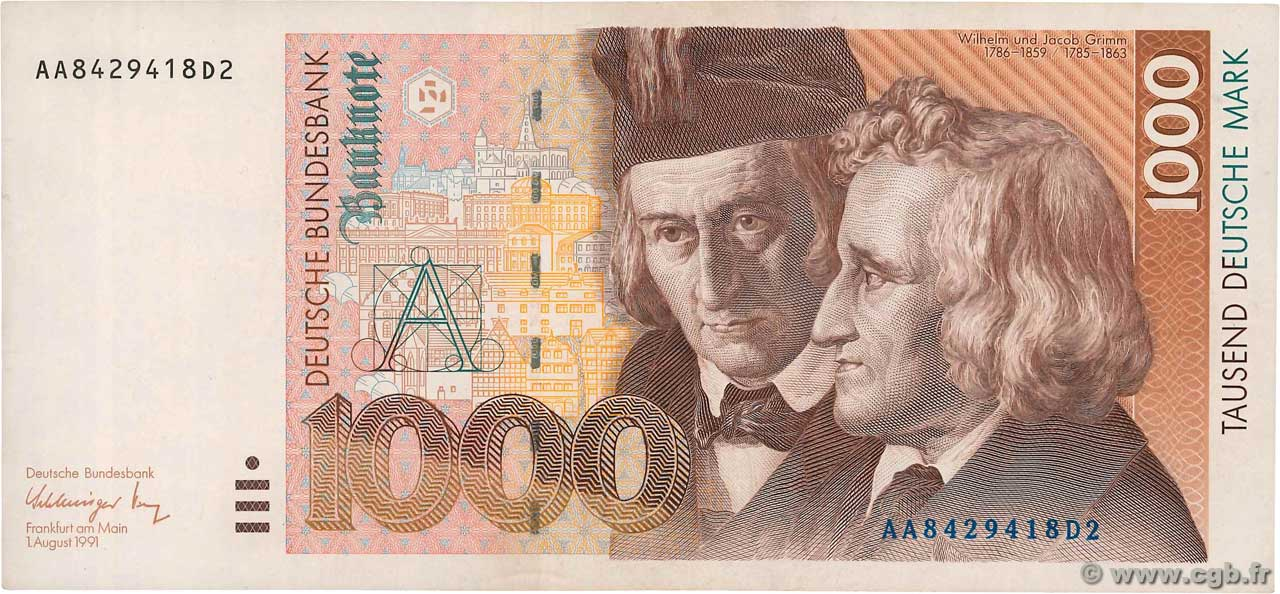 AA8429418D2
DEUTSCHE BUNDESBANK
Banknote
Wilhelm und Jacob Grimm
1786–1859 1785–1863
1000
TAUSEND DEUTSCHE MARK
A
1000
Deutsche Bundesbank
Frankfurt am Main
1. August 1991
AA8429418D2
© www.cgb.fr